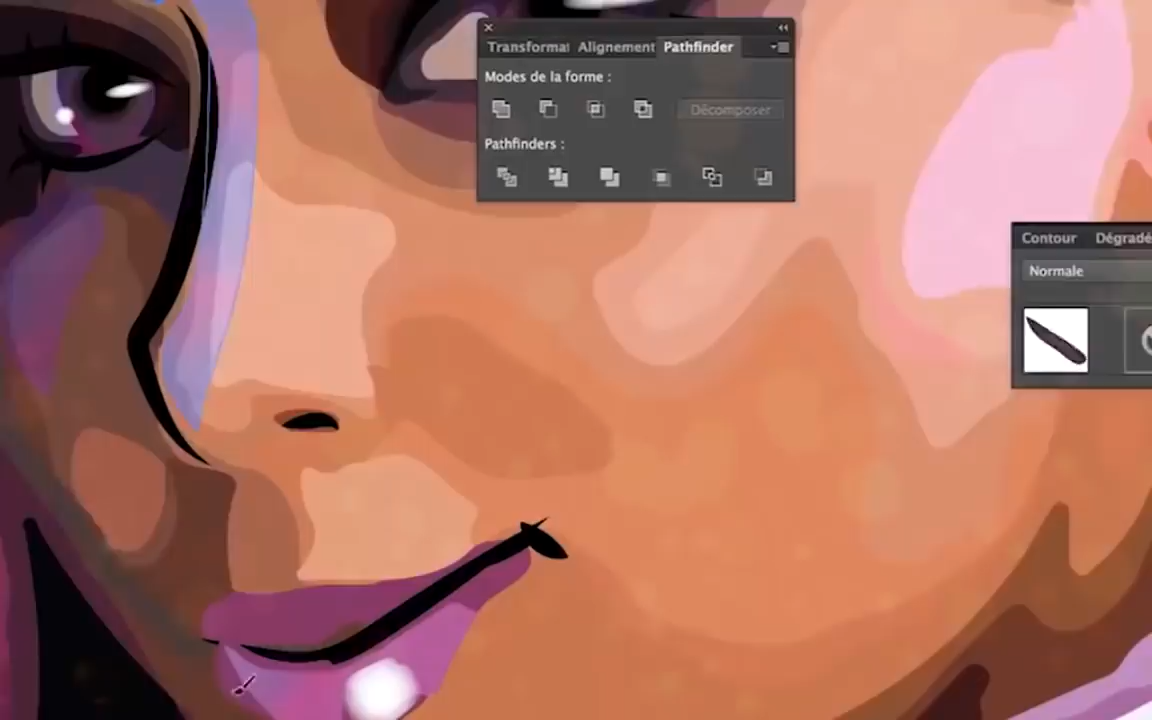 Transformat Alignement Pathfinder
Modes de la forme :
Décomposer
Pathfinders :
Contour Dégradé
Normale